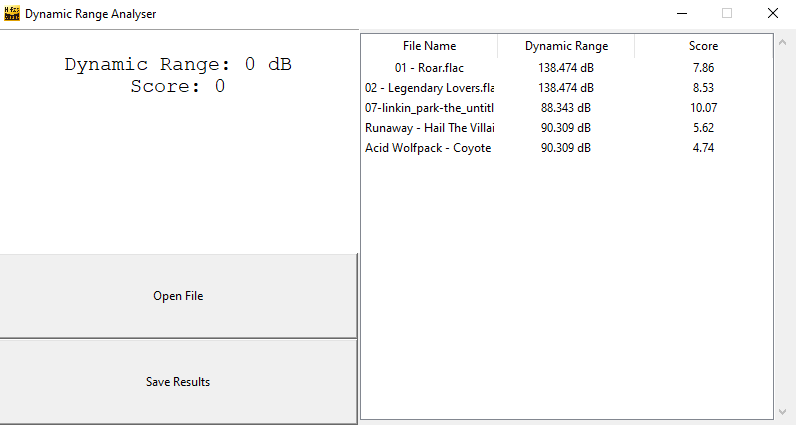 Dynamic Range Analyser
Dynamic Range: 0 dB
Score: 0
Open File
Save Results
File Name Dynamic Range Score
01 - Roar.flac 138.474 dB 7.86
02 - Legendary Lovers.fla 138.474 dB 8.53
07-linkin_park-the_untitl 88.343 dB 10.07
Runaway - Hail The Villai 90.309 dB 5.62
Acid Wolfpack - Coyote 90.309 dB 4.74